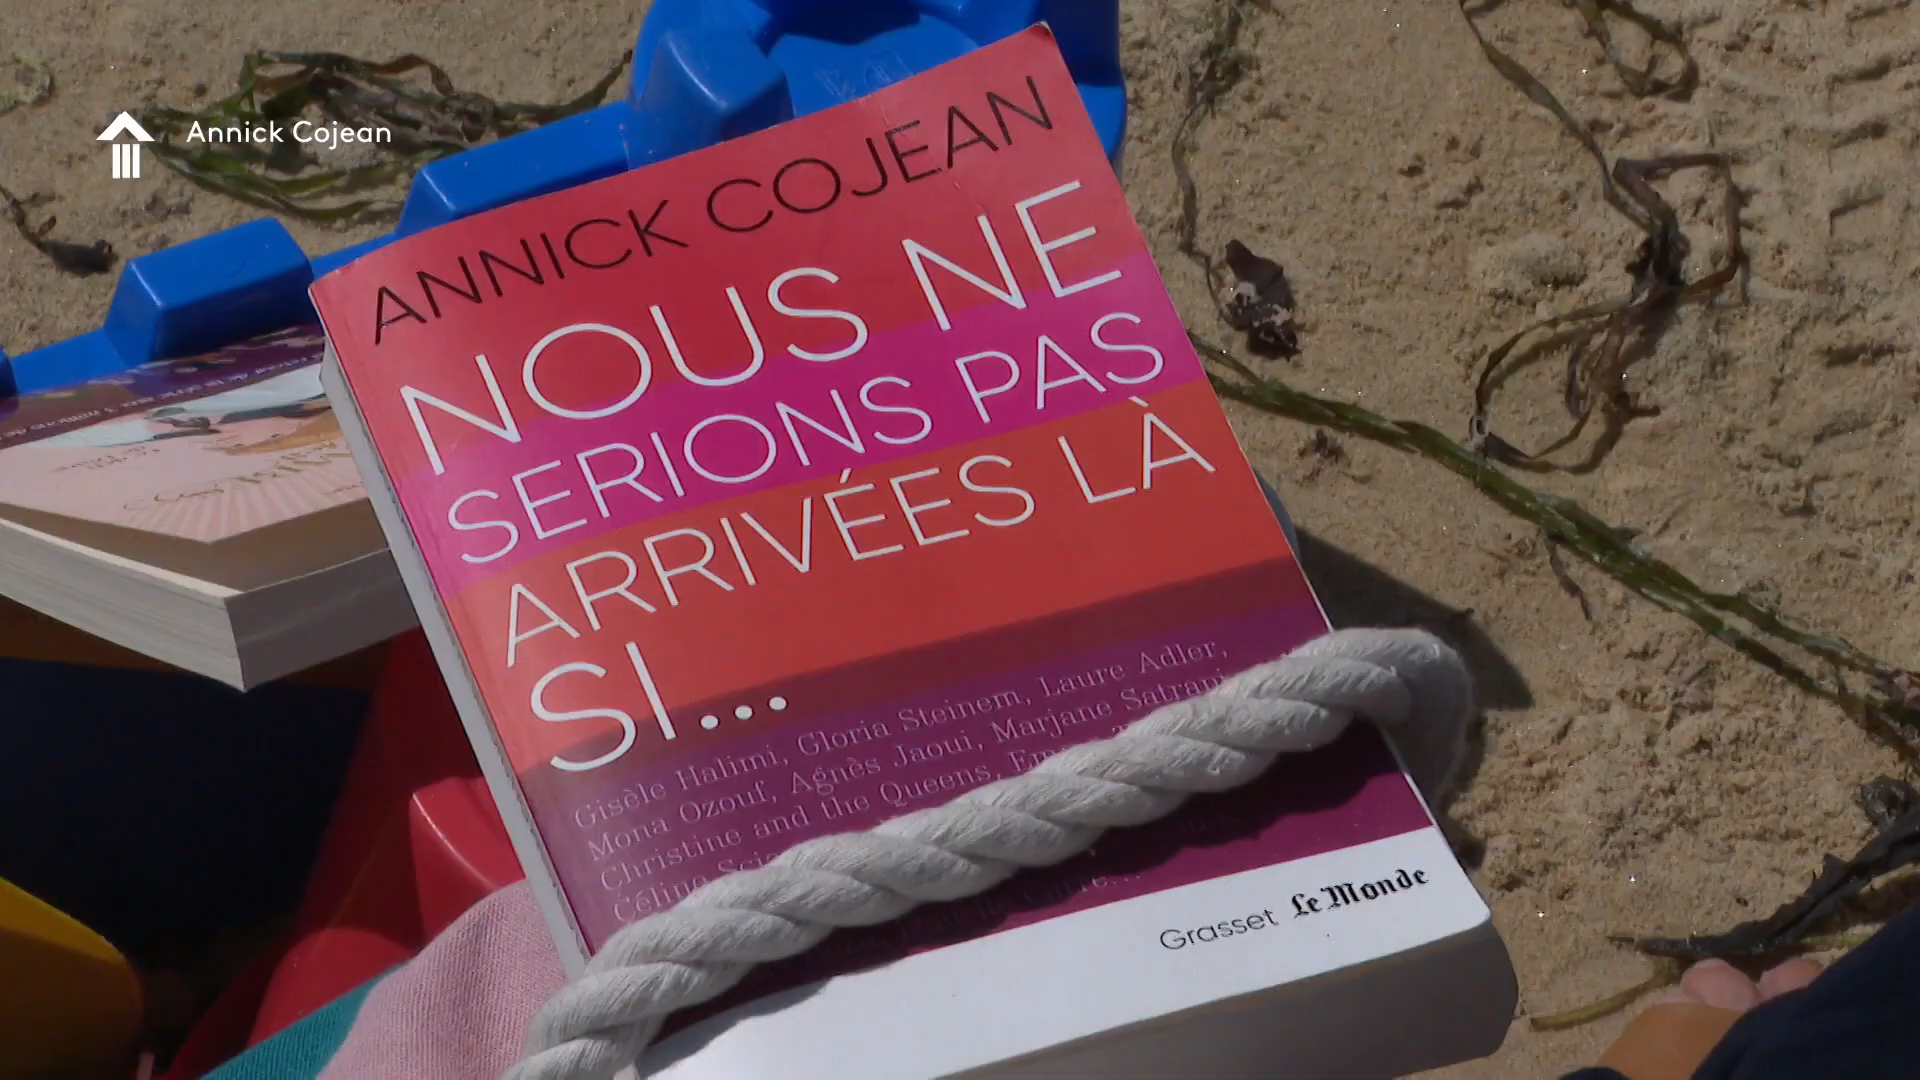 Annick Cojean
ANNICK COJEAN
NOUS NE
SERIONS PAS
ARRIVÉES LÀ
SI...
Gisèle Halimi, Gloria Steinem, Laure Adler,
Mona Ozouf, Agnès Jaoui, Marjane Satrapi
Christine and the Queens,
Céline
Grasset Le Monde